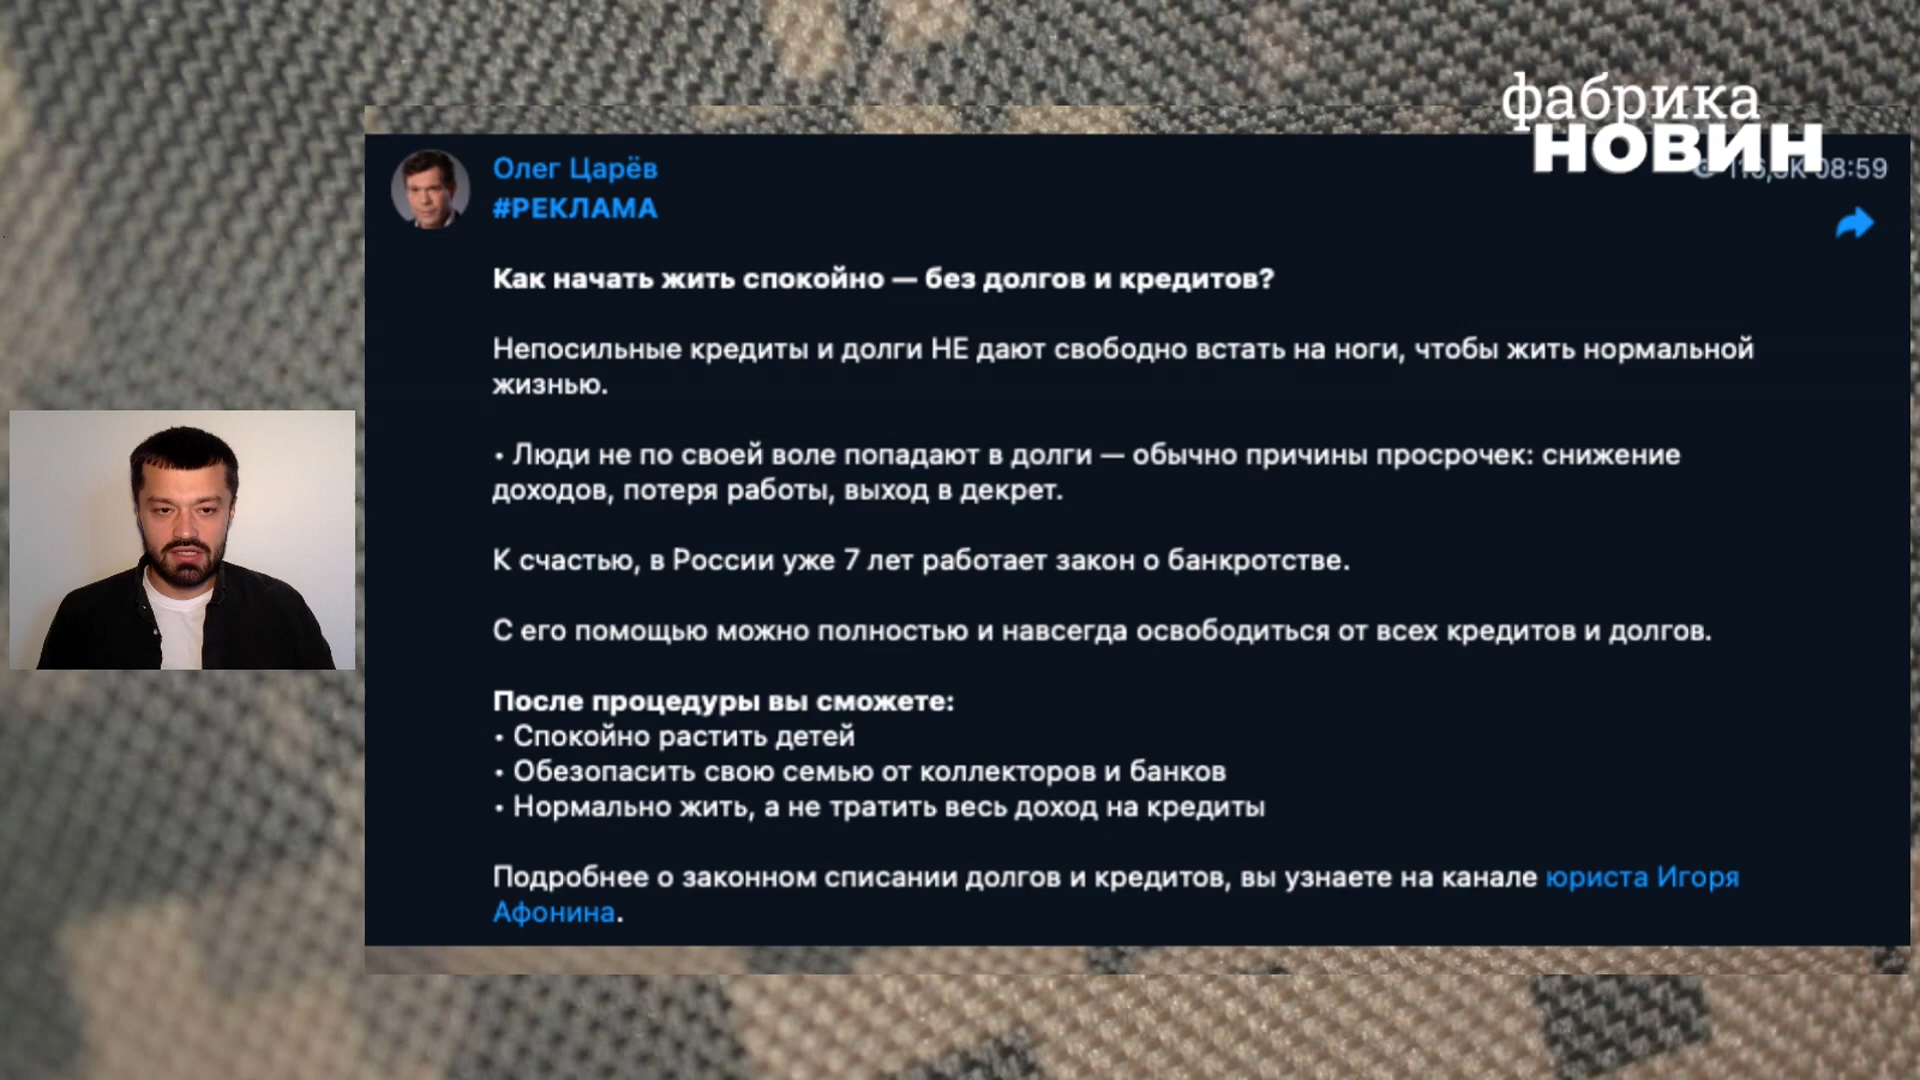 фабрика
НОВИН
Олег Царёв
08:59
#РЕКЛАМА
Как начать жить спокойно — без долгов и кредитов?
Непосильные кредиты и долги НЕ дают свободно встать на ноги, чтобы жить нормальной
жизнью.
• Люди не по своей воле попадают в долги — обычно причины просрочек: снижение
доходов, потеря работы, выход в декрет.
К счастью, в России уже 7 лет работает закон о банкротстве.
С его помощью можно полностью и навсегда освободиться от всех кредитов и долгов.
После процедуры вы сможете:
• Спокойно растить детей
• Обезопасить свою семью от коллекторов и банков
• Нормально жить, а не тратить весь доход на кредиты
Подробнее о законном списании долгов и кредитов, вы узнаете на канале юриста Игоря
Афонина.